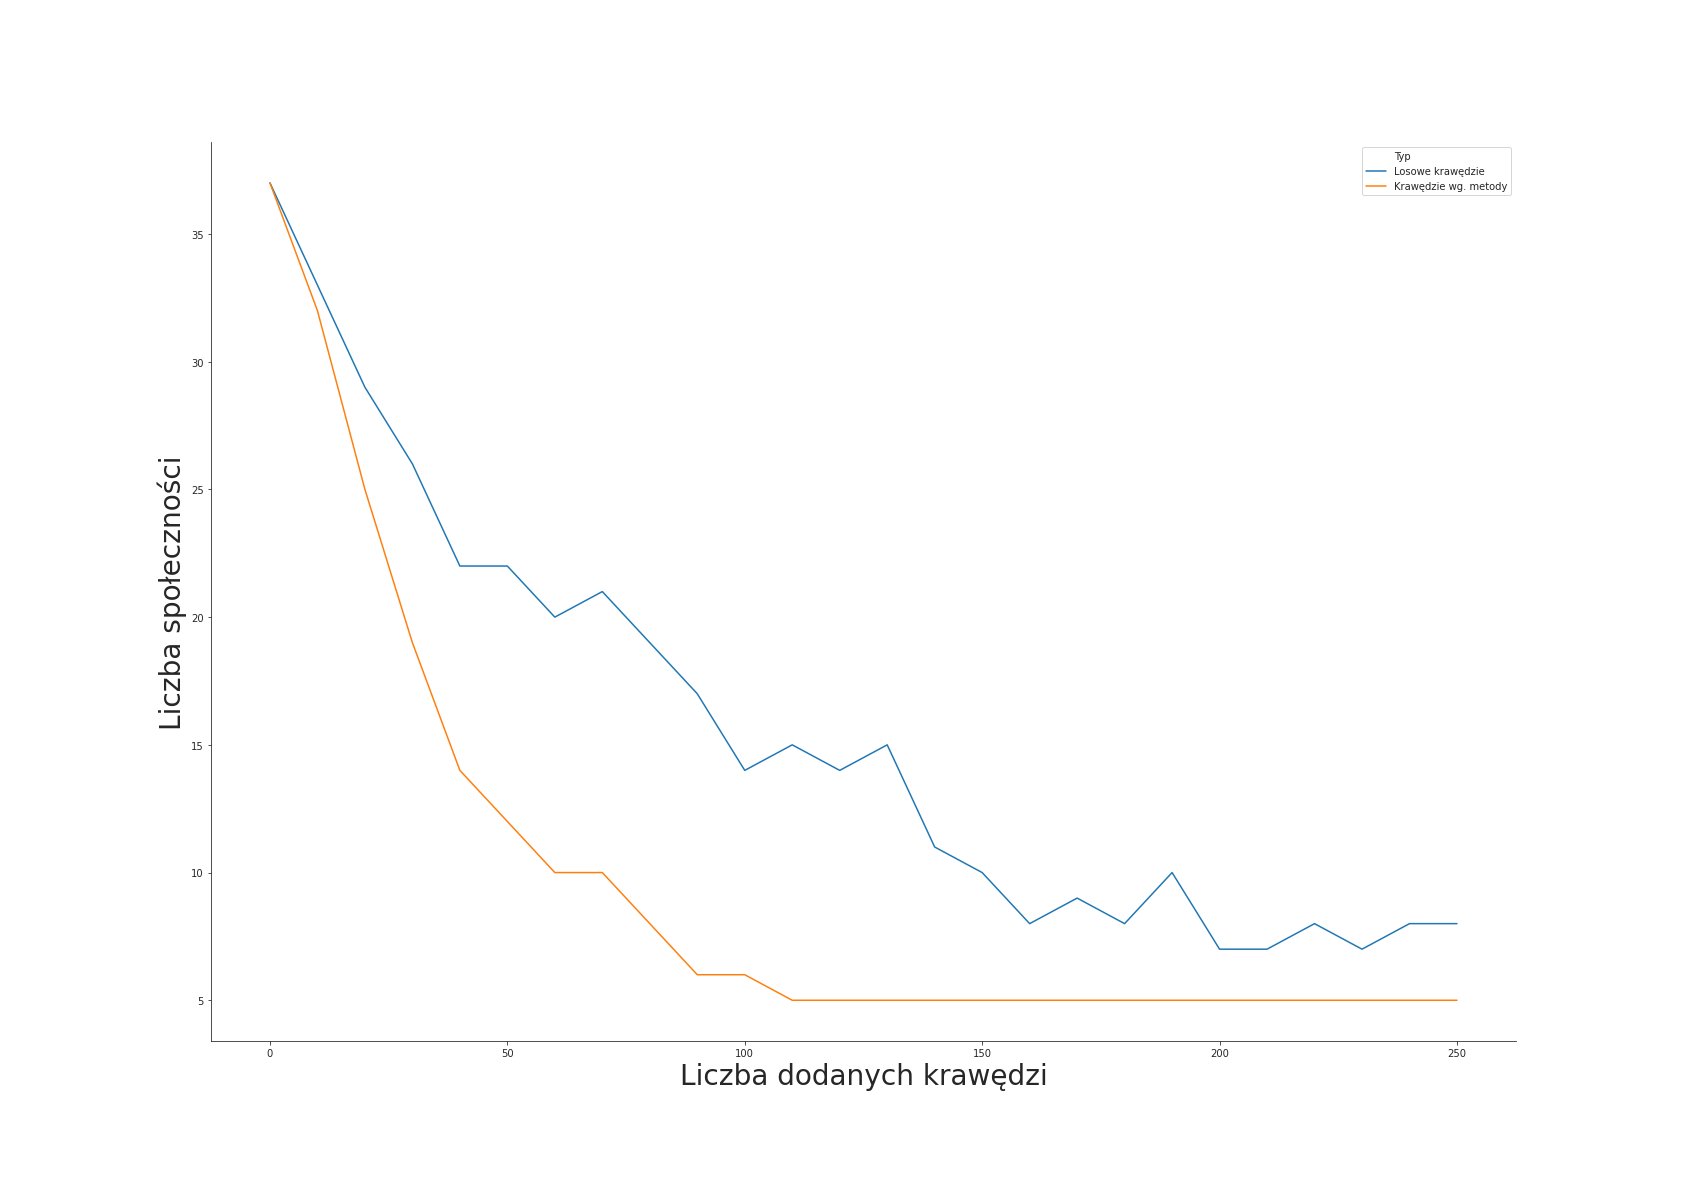 Typ
Losowe krawędzie
Krawędzie wg. metody
35
30
25
20
15
10
5
Liczba społeczności
0 50 100 150 200 250
Liczba dodanych krawędzi